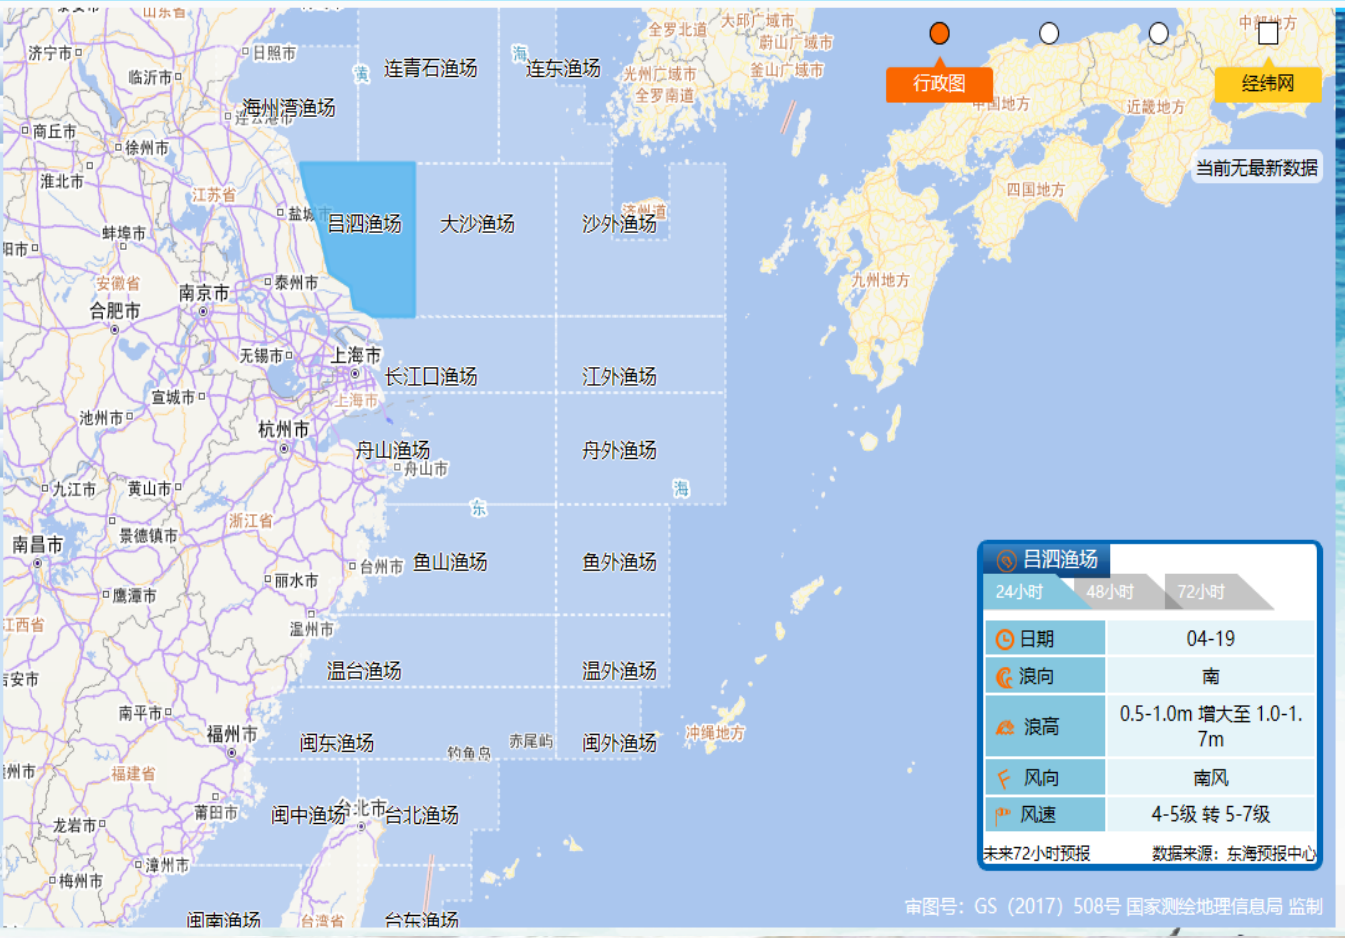 山东省
济宁市
日照市
临沂市
黄
连青石渔场
海
连东渔场
全罗北道
大邱广域市
蔚山广域市
光州广域市
釜山广域市
全罗南道
行政图
经纬网
中国地方
近畿地方
海州湾渔场
商丘市
徐州市
淮北市
当前无最新数据
四国地方
江苏省
盐城
吕泗渔场
大沙渔场
济州道
沙外渔场
蚌埠市
阳市
安徽省
泰州市
南京市
合肥市
九州地方
无锡市
上海市
长江口渔场
江外渔场
宣城市
上海市
池州市
杭州市
舟山渔场
舟外渔场
舟山市
九江市
黄山市
海
东
浙江省
景德镇市
南昌市
台州市
鱼山渔场
鱼外渔场
丽水市
鹰潭市
江西省
温州市
温台渔场
温外渔场
吉安市
南平市
福州市
闽东渔场
钓鱼岛
赤尾屿
闽外渔场
冲绳地方
州市
福建省
莆田市
闽中渔场
台北市
台北渔场
龙岩市
漳州市
梅州市
闽南渔场
台湾省
台东渔场
吕泗渔场
24小时 48小时 72小时
日期 04-19
浪向 南
浪高 0.5-1.0m 增大至 1.0-1.
7m
风向 南风
风速 4-5级 转 5-7级
未来72小时预报 数据来源：东海预报中心
审图号：GS（2017）508号 国家测绘地理信息局 监制